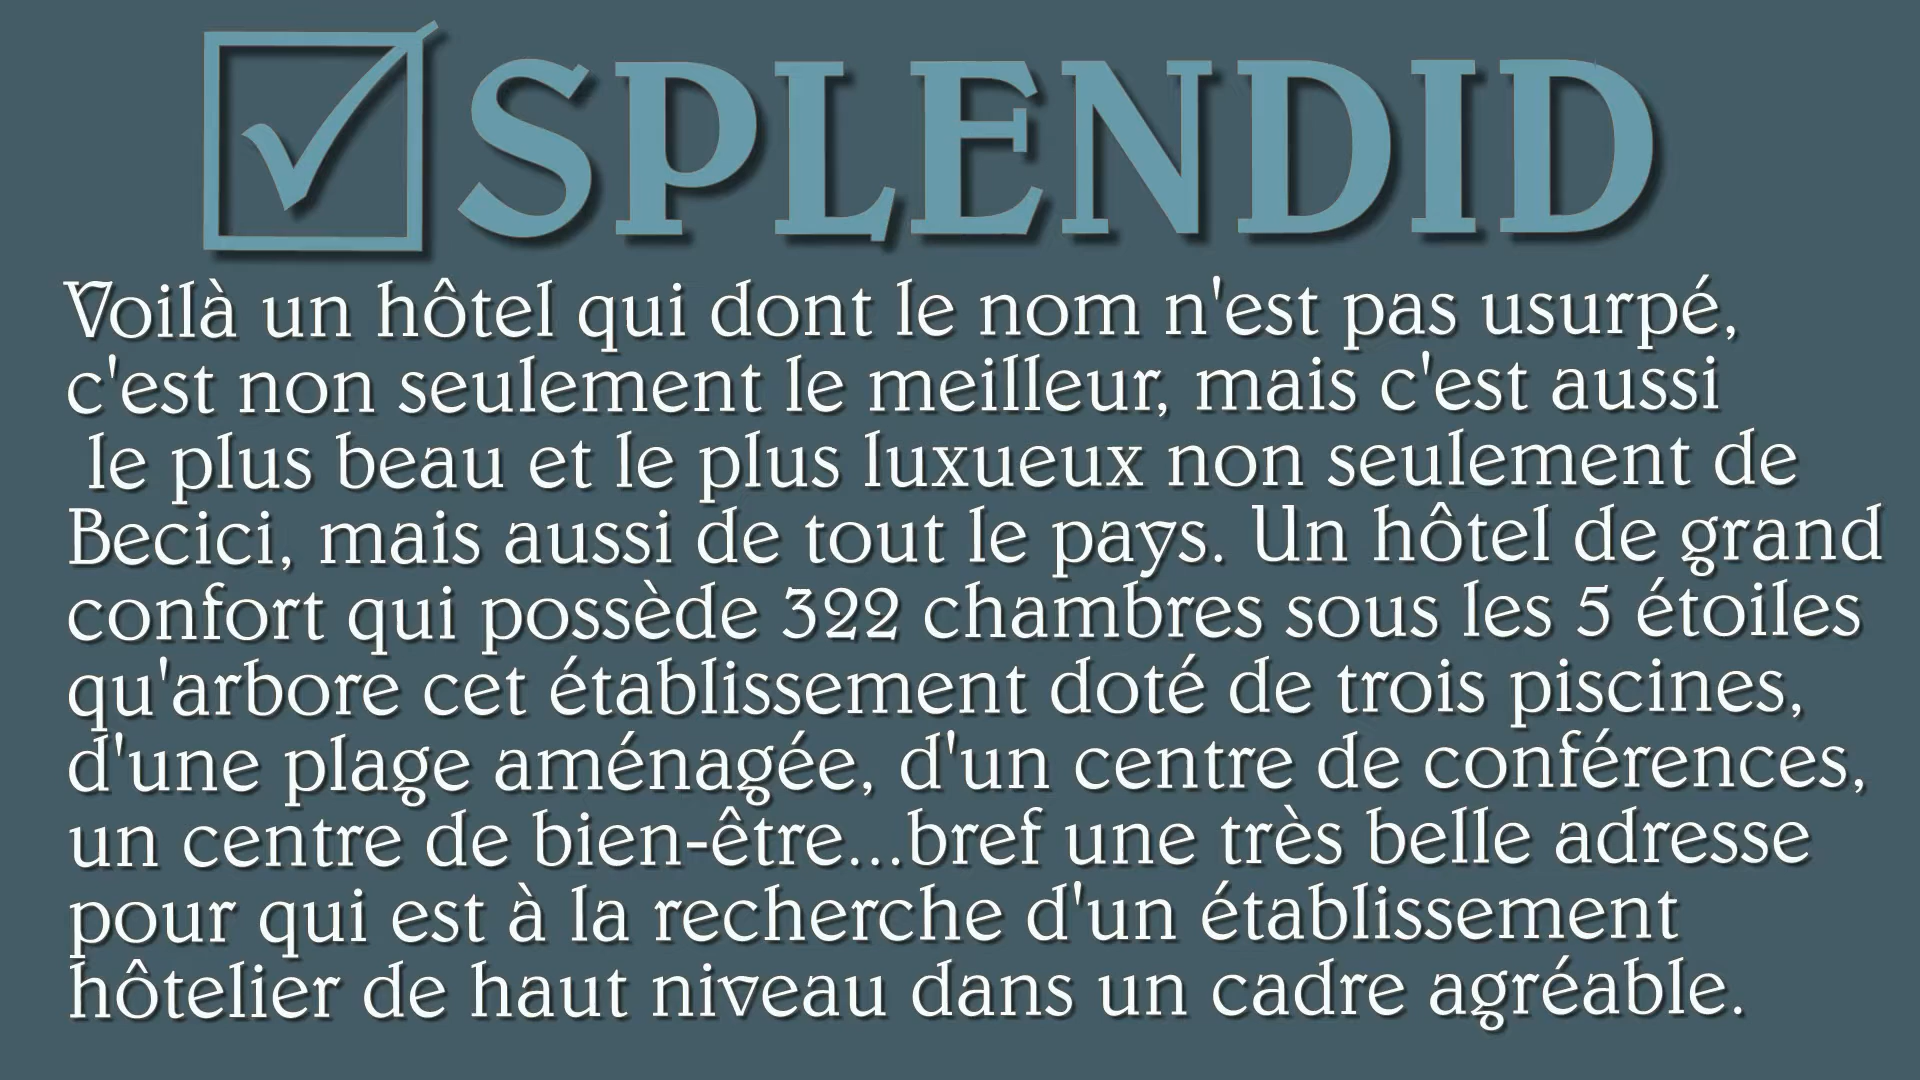 SPLENDID
Voilà un hôtel qui dont le nom n'est pas usurpé,
c'est non seulement le meilleur, mais c'est aussi
le plus beau et le plus luxueux non seulement de
Becici, mais aussi de tout le pays. Un hôtel de grand
confort qui possède 322 chambres sous les 5 étoiles
qu'arbore cet établissement doté de trois piscines,
d'une plage aménagée, d'un centre de conférences,
un centre de bien-être...bref une très belle adresse
pour qui est à la recherche d'un établissement
hôtelier de haut niveau dans un cadre agréable.